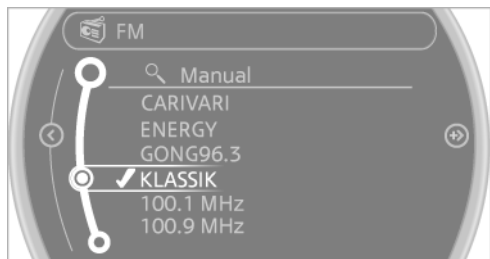 FM
Manual
CARIVARI
ENERGY
GONG96.3
KLASSIK
100.1 MHz
100.9 MHz